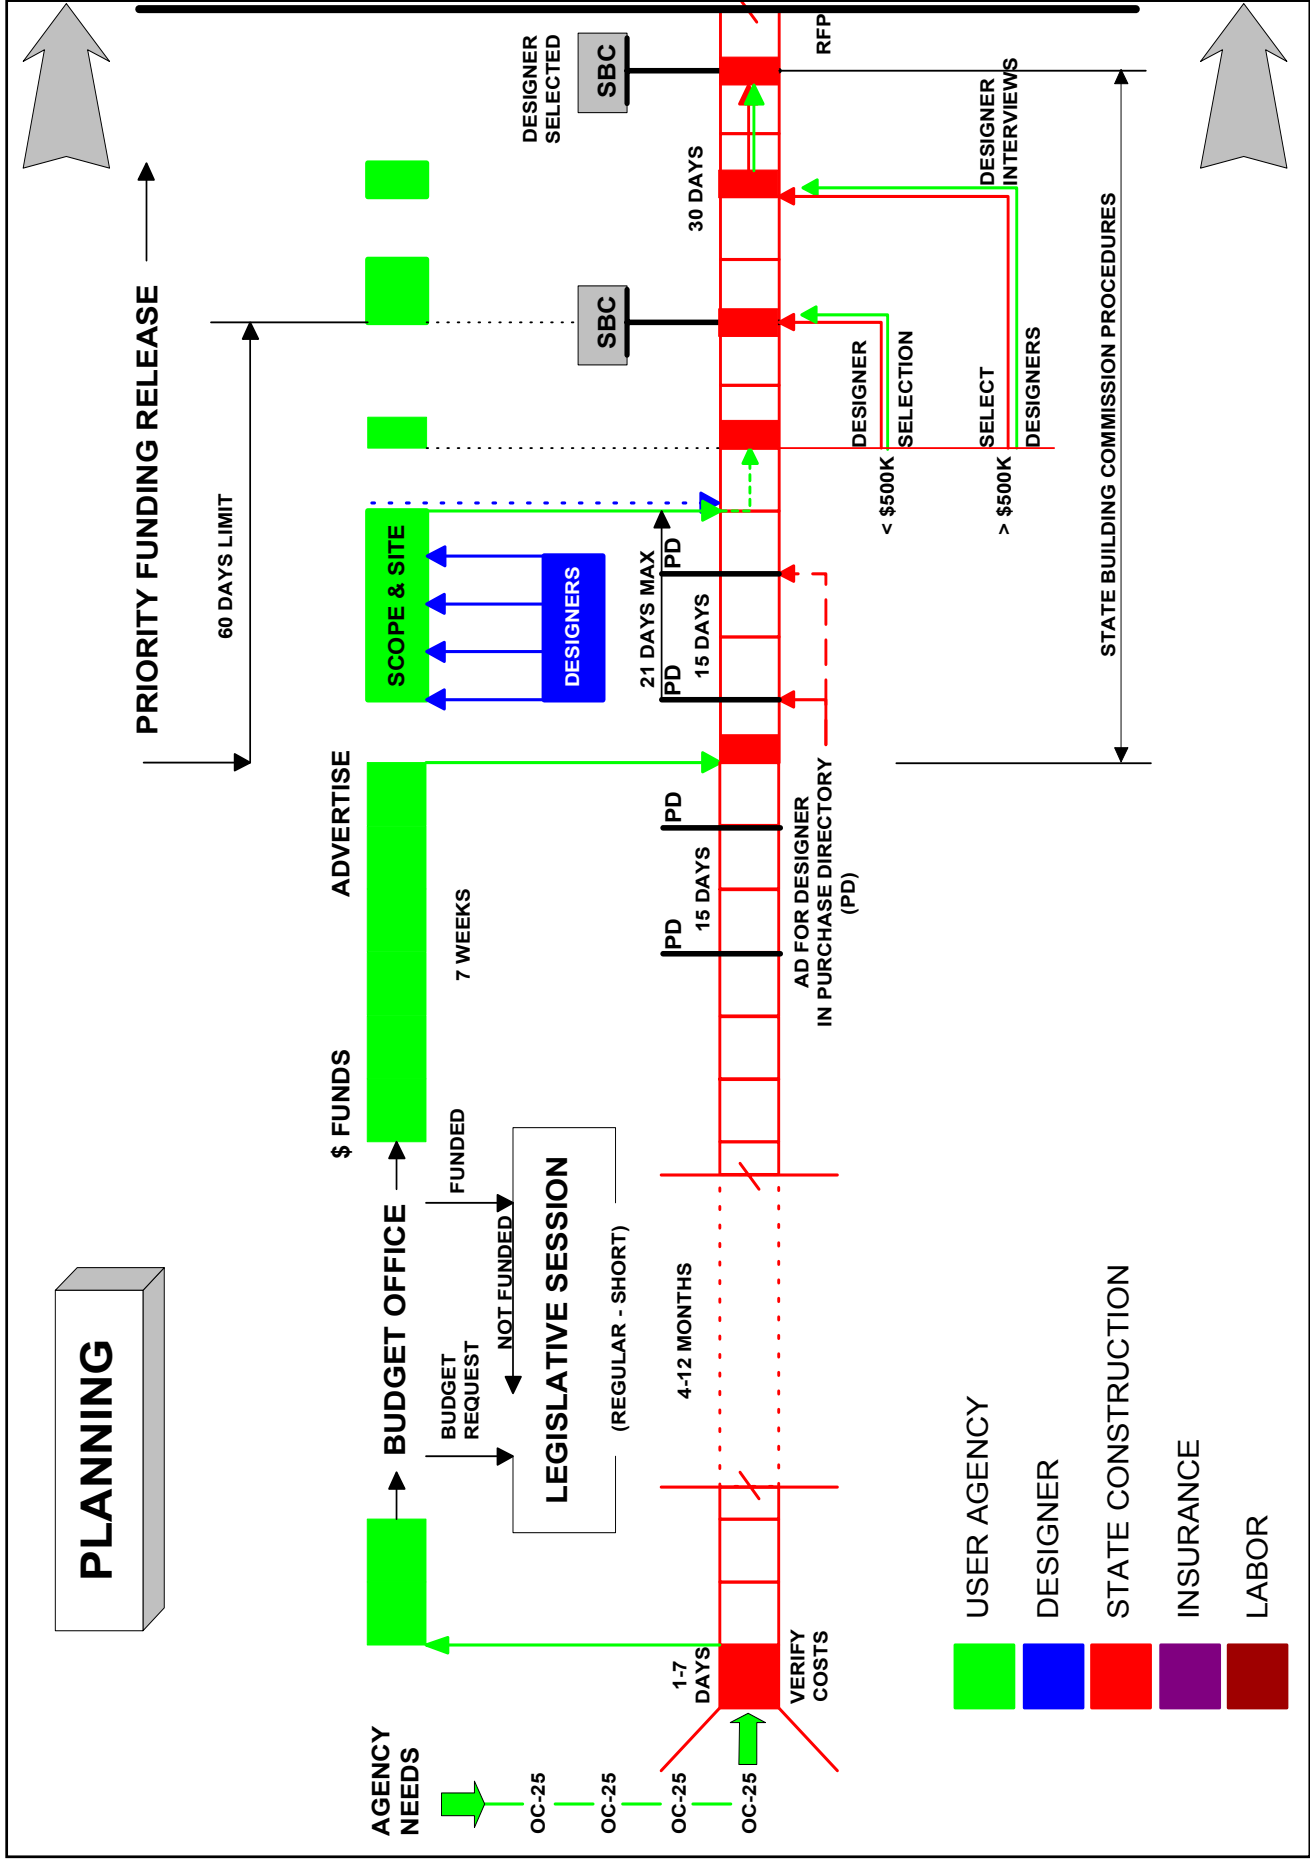 PLANNING
PRIORITY FUNDING RELEASE
60 DAYS LIMIT
$ FUNDS
ADVERTISE
AGENCY
NEEDS
BUDGET OFFICE
SCOPE & SITE
BUDGET
REQUEST
FUNDED
7 WEEKS
NOT FUNDED
LEGISLATIVE SESSION
(REGULAR - SHORT)
DESIGNERS
DESIGNER
SELECTED
SBC
SBC
OC-25
OC-25
OC-25
OC-25
1-7
DAYS
4-12 MONTHS
PD
15 DAYS
PD
21 DAYS MAX
PD
15 DAYS
PD
30 DAYS
VERIFY
COSTS
AD FOR DESIGNER
IN PURCHASE DIRECTORY
(PD)
RFP
< $500K
DESIGNER
SELECTION
> $500K
SELECT
DESIGNERS
DESIGNER
INTERVIEWS
STATE BUILDING COMMISSION PROCEDURES
USER AGENCY
DESIGNER
STATE CONSTRUCTION
INSURANCE
LABOR